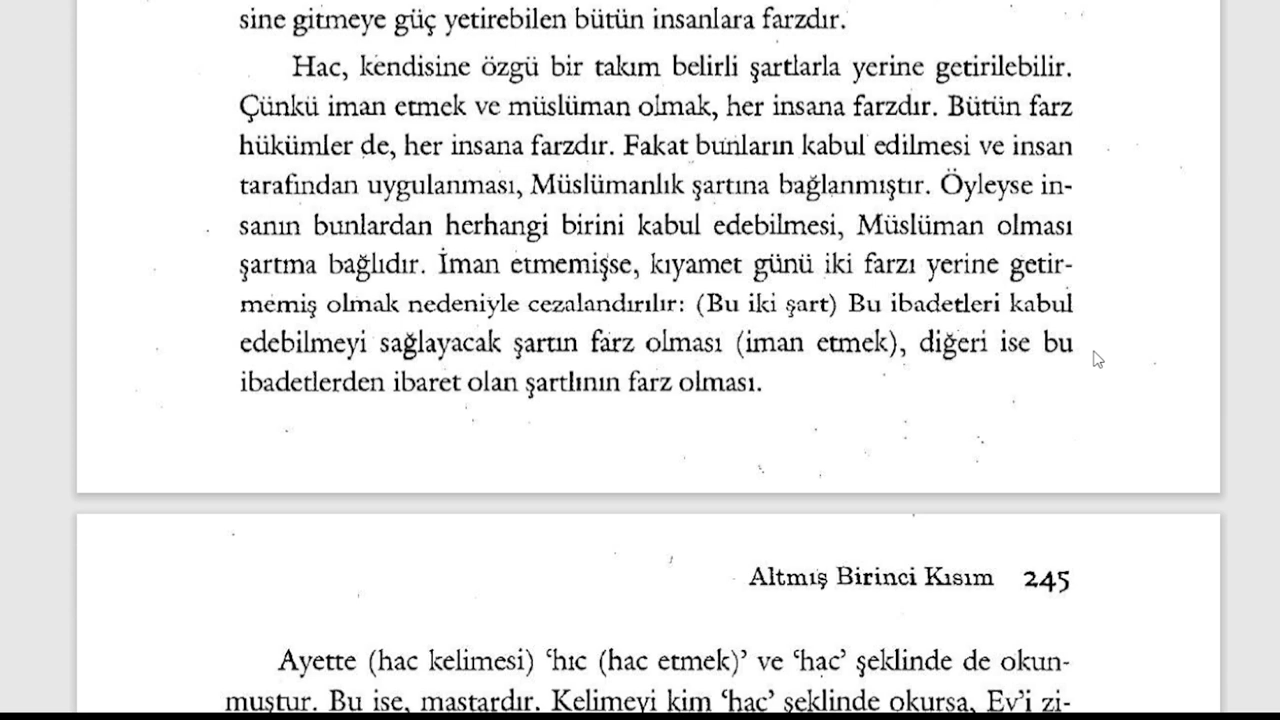 sine gitmeye güç yetirebilen bütün insanlara farzdır.
Hac, kendisine özgü bir takım belirli şartlarla yerine getirilebilir.
Çünkü iman etmek ve müslüman olmak, her insana farzdır. Bütün farz
hükümler de, her insana farzdır. Fakat bunların kabul edilmesi ve insan
tarafından uygulanması, Müslümanlık şartına bağlanmıştır. Öyleyse in-
sanın bunlardan herhangi birini kabul edebilmesi, Müslüman olması
şartına bağlıdır. İman etmemişse, kıyamet günü iki farzı yerine getir-
memiş olmak nedeniyle cezalandırılır: (Bu iki şart) Bu ibadetleri kabul
edebilmeyi sağlayacak şartın farz olması (iman etmek), diğeri ise bu
ibadetlerden ibaret olan şartlının farz olması.
Altmış Birinci Kısım 245
Ayette (hac kelimesi) ‘hıc (hac etmek)’ ve ‘hac’ şeklinde de okun-
muştur. Bu ise, mastardır. Kelimeyi kim ‘hac’ şeklinde okursa, Ev’i zi-